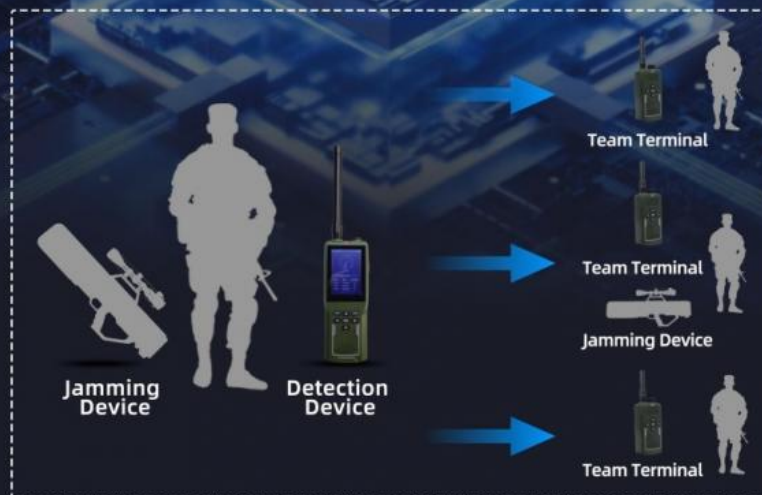 Jamming
Device
Detection
Device
Team Terminal
Team Terminal
Jamming Device
Team Terminal